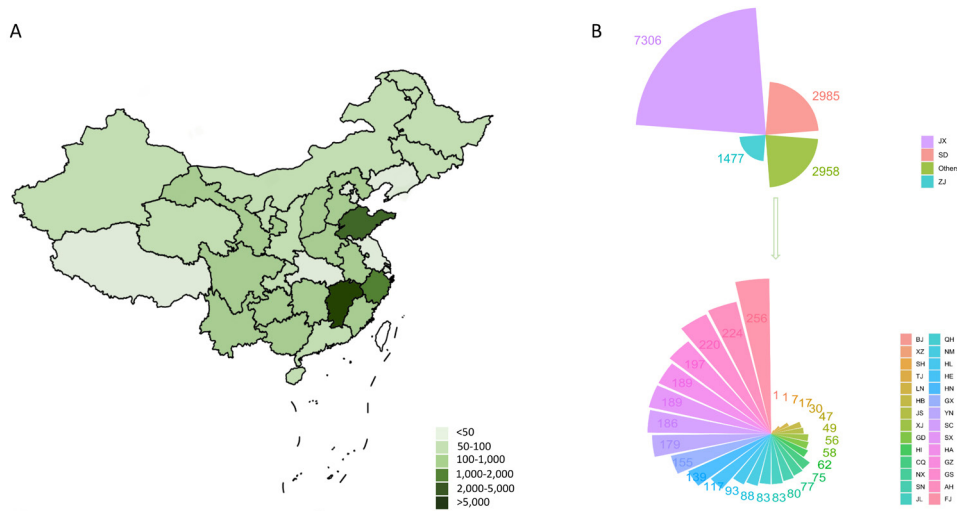 A
B
7306
2985
1477
2958
JX
SD
Others
ZJ
<50
50-100
100-1,000
1,000-2,000
2,000-5,000
>5,000
256
224
220
197
189
189
186
179
155
139
117
93
88
83
83
80
77
75
62
58
56
49
47
30
17
7
1
1
BJ QH
XZ NM
SH HL
TJ HE
LN HN
HB GX
JS YN
XJ SC
GD SX
HI HA
CQ GZ
NX GS
SN AH
JL FJ